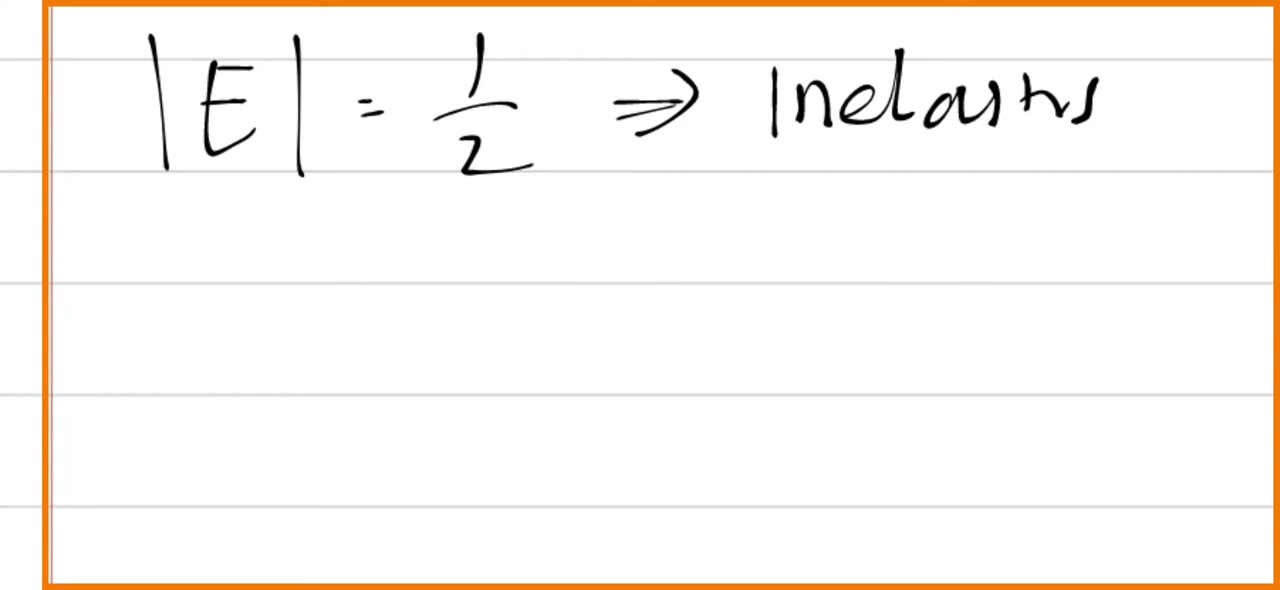 |E| = 1/2 ⇒ Inelastic